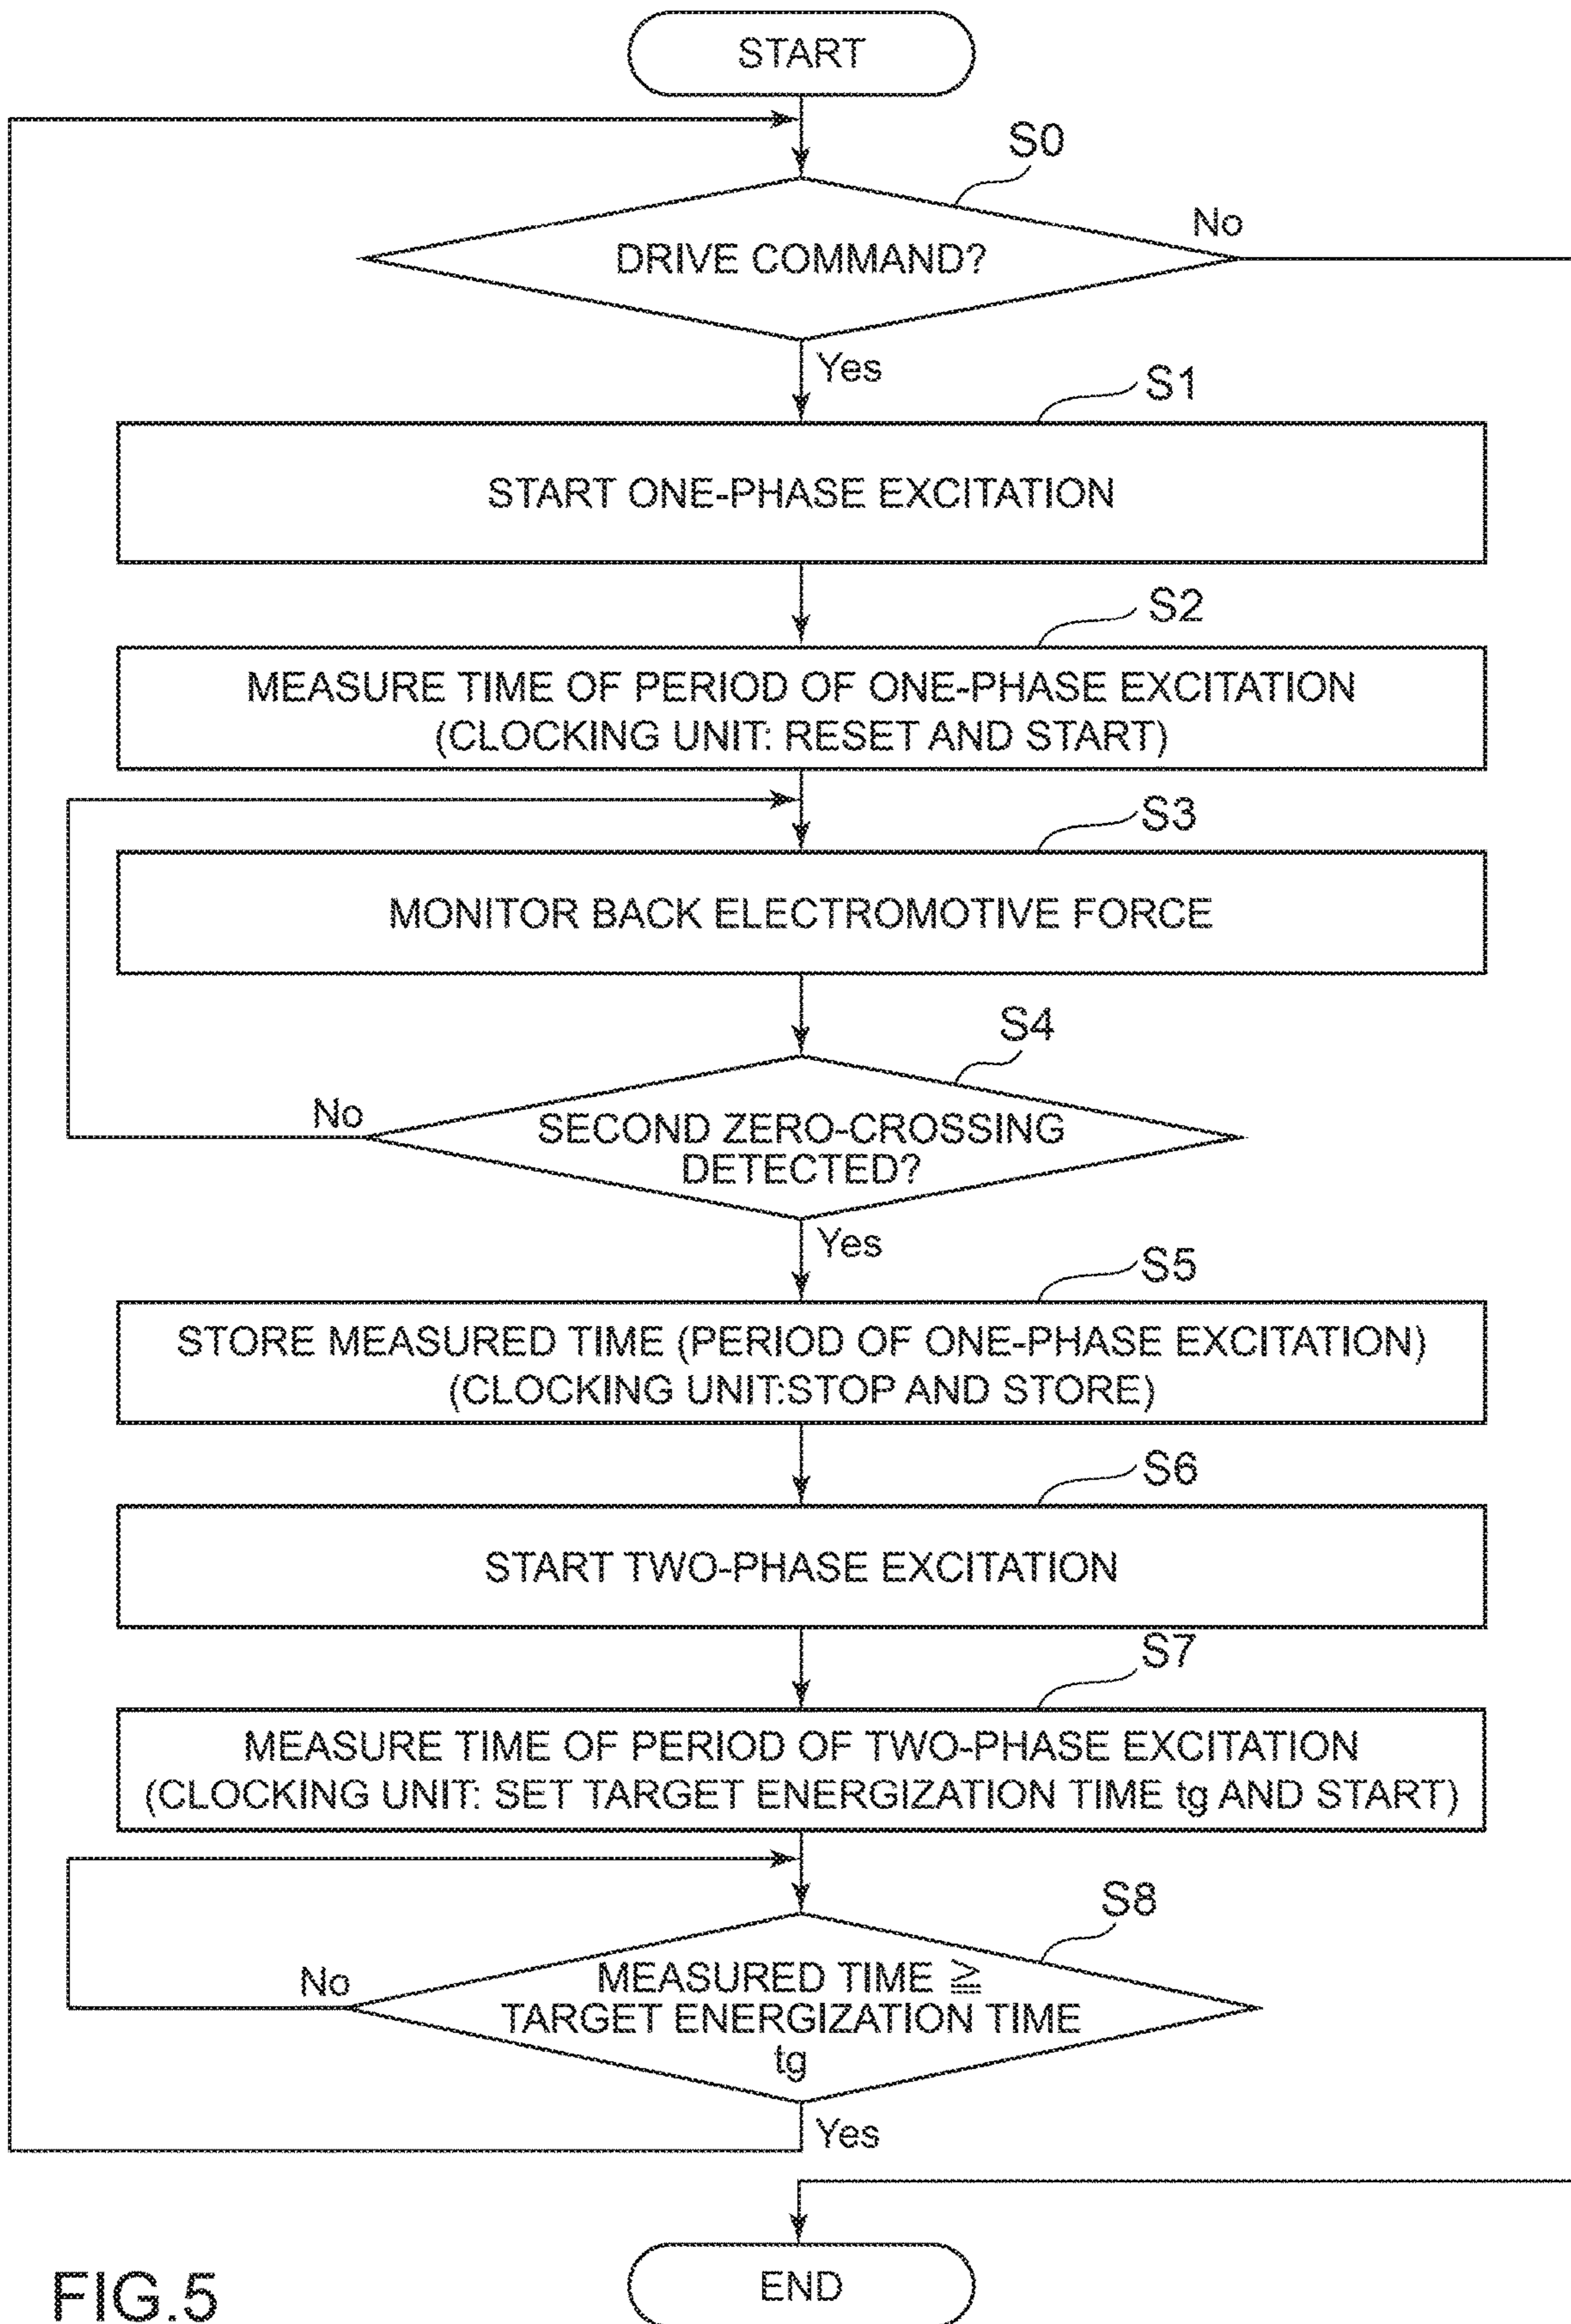 START
S0
DRIVE COMMAND?
No
Yes
S1
START ONE-PHASE EXCITATION
S2
MEASURE TIME OF PERIOD OF ONE-PHASE EXCITATION
(CLOCKING UNIT: RESET AND START)
S3
MONITOR BACK ELECTROMOTIVE FORCE
S4
No
SECOND ZERO-CROSSING
DETECTED?
Yes
S5
STORE MEASURED TIME (PERIOD OF ONE-PHASE EXCITATION)
(CLOCKING UNIT:STOP AND STORE)
S6
START TWO-PHASE EXCITATION
S7
MEASURE TIME OF PERIOD OF TWO-PHASE EXCITATION
(CLOCKING UNIT: SET TARGET ENERGIZATION TIME tg AND START)
S8
No
MEASURED TIME ≧
TARGET ENERGIZATION TIME
tg
Yes
END
FIG.5